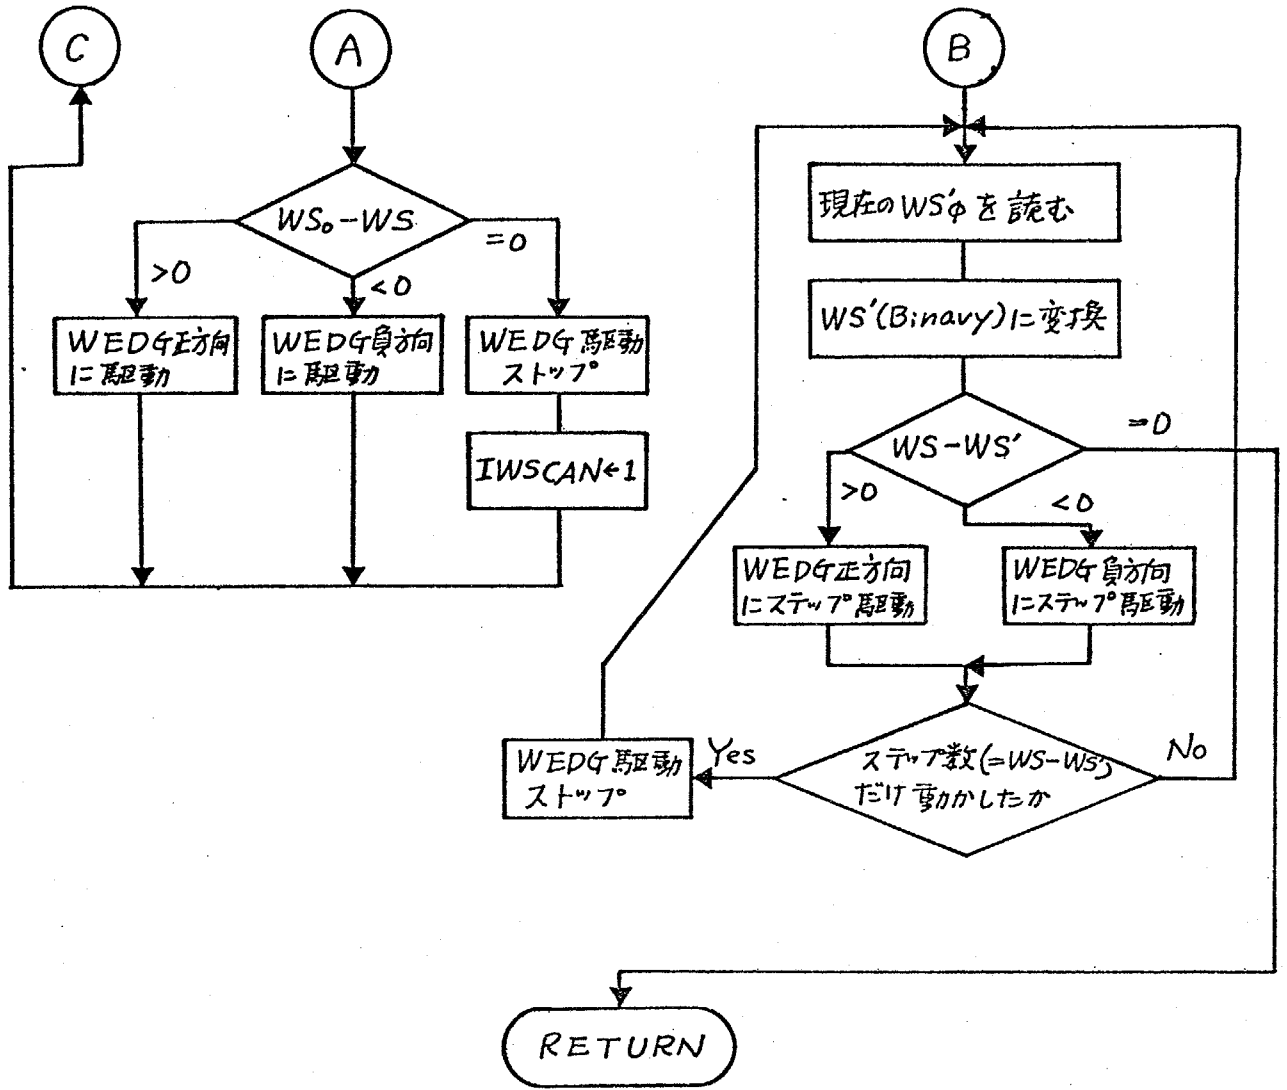 C
A
WS₀-WS
>0
<0
=0
WEDG正方向
に駆動
WEDG負方向
に駆動
WEDG駆動
ストップ
IWSCAN←1
B
現在のWS'φを読む
WS'(Binavy)に変換
WS-WS'
=0
>0
<0
WEDG正方向
にステップ駆動
WEDG負方向
にステップ駆動
ステップ数(=WS-WS')
だけ動かしたか
Yes
No
WEDG駆動
ストップ
RETURN